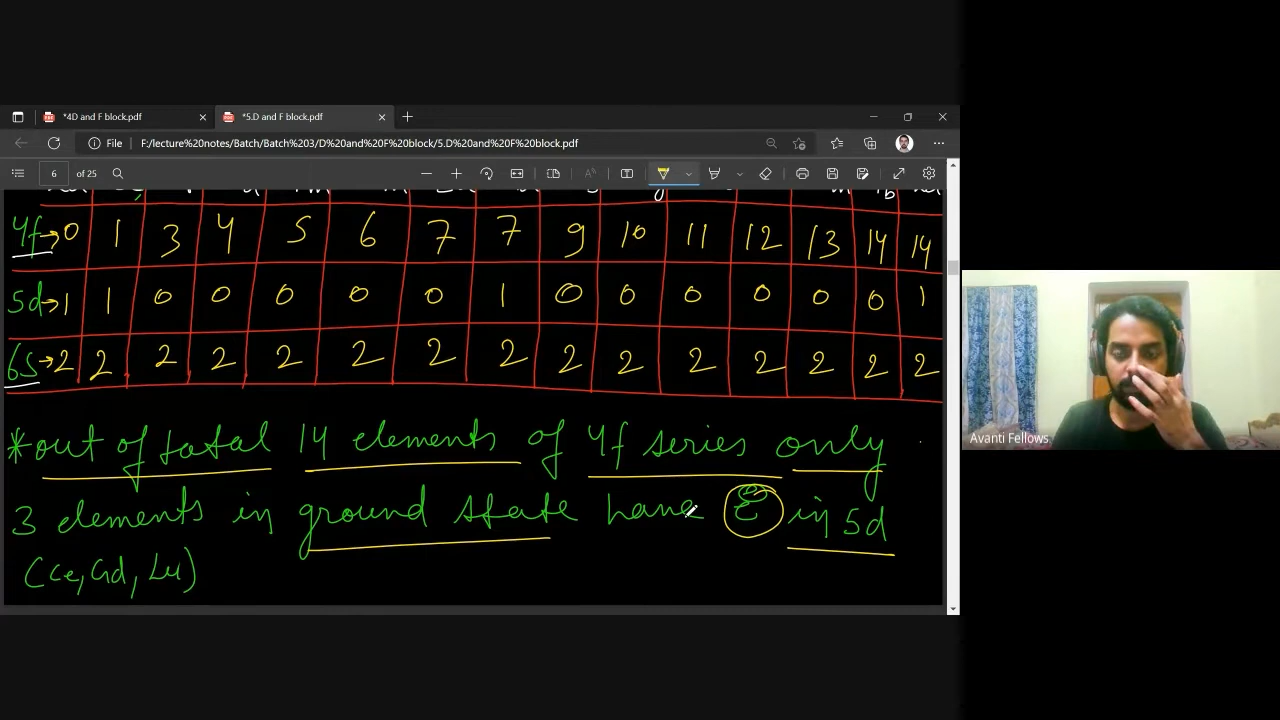 *4D and F block.pdf
*5.D and F block.pdf
File F:/lecture%20notes/Batch/Batch%203/D%20and%20F%20block/5.D%20and%20F%20block.pdf
6 of 25
4f→0 1 3 4 5 6 7 7 9 10 11 12 13 14 14
5d→1 1 0 0 0 0 0 1 0 0 0 0 0 0 1
6S→2 2 2 2 2 2 2 2 2 2 2 2 2 2 2
*out of total 14 elements of 4f series only
3 elements in ground state have in 5d
(Ce, Gd, Lu)
Avanti Fellows